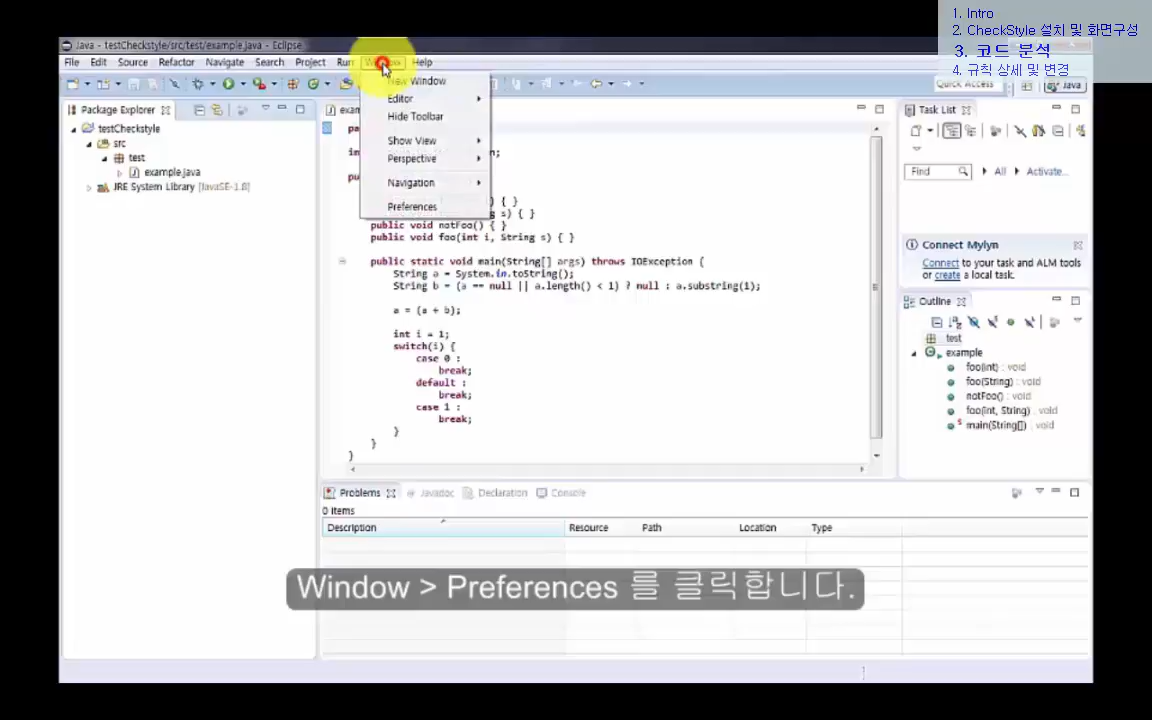 1. Intro
2. CheckStyle 설치 및 화면구성
3. 코드 분석
4. 규칙 상세 및 변경
Java - testCheckstyle/src/test/example.java - Eclipse
File Edit Source Refactor Navigate Search Project Run Window Help
Quick Access Java
New Window
Editor
Hide Toolbar
Show View
Perspective
Navigation
Preferences
Package Explorer
testCheckstyle
src
test
example.java
JRE System Library [JavaSE-1.8]
s) { }
public void notFoo() { }
public void foo(int i, String s) { }
public static void main(String[] args) throws IOException {
String a = System.in.toString();
String b = (a == null || a.length() < 1) ? null : a.substring(1);
a = (a + b);
int i = 1;
switch(i) {
case 0 :
break;
default :
break;
case 1 :
break;
}
}
}
Task List
Find All Activate...
Connect Mylyn
Connect to your task and ALM tools
or create a local task.
Outline
test
example
foo(int) : void
foo(String) : void
notFoo() : void
foo(int, String) : void
main(String[]) : void
Problems Javadoc Declaration Console
0 items
Description Resource Path Location Type
Window > Preferences 를 클릭합니다.